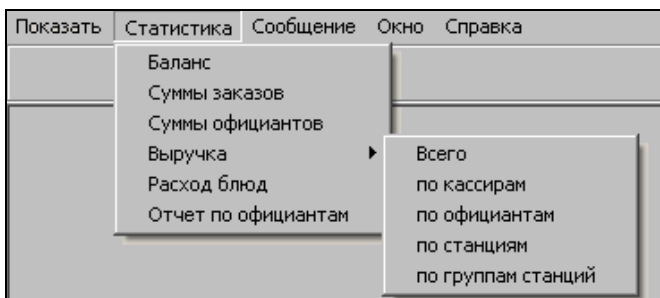 Показать Статистика Сообщение Окно Справка
Баланс
Суммы заказов
Суммы официантов
Выручка
Расход блюд
Отчет по официантам
Всего
по кассирам
по официантам
по станциям
по группам станций